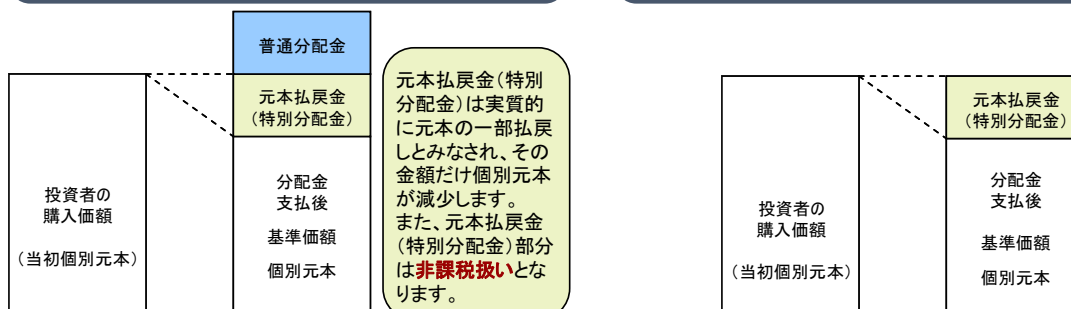 普通分配金
元本払戻金
(特別分配金)
投資者の
購入価額
(当初個別元本)
分配金
支払後
基準価額
個別元本
元本払戻金(特別
分配金)は実質的
に元本の一部払戻
しとみなされ、その
金額だけ個別元本
が減少します。
また、元本払戻金
(特別分配金)部分
は非課税扱いとな
ります。
投資者の
購入価額
(当初個別元本)
元本払戻金
(特別分配金)
分配金
支払後
基準価額
個別元本